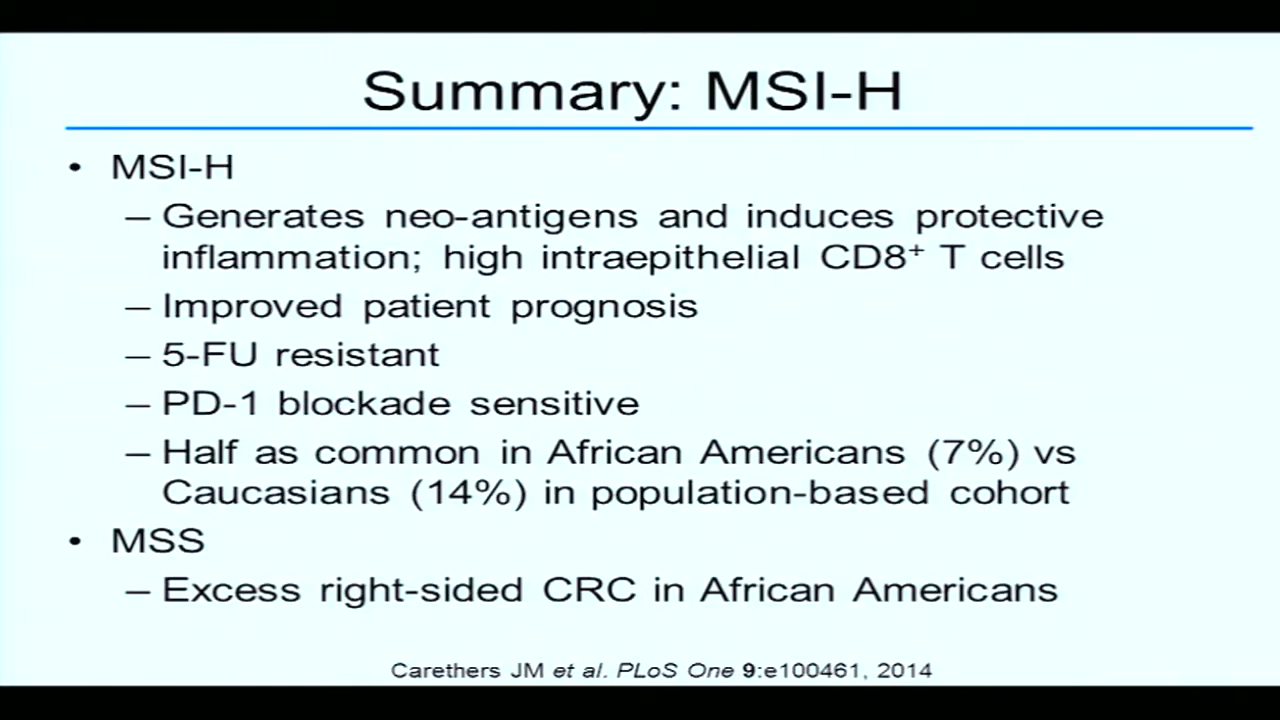 Summary: MSI-H
• MSI-H
– Generates neo-antigens and induces protective
inflammation; high intraepithelial CD8⁺ T cells
– Improved patient prognosis
– 5-FU resistant
– PD-1 blockade sensitive
– Half as common in African Americans (7%) vs
Caucasians (14%) in population-based cohort
• MSS
– Excess right-sided CRC in African Americans
Carethers JM et al. PLoS One 9:e100461, 2014